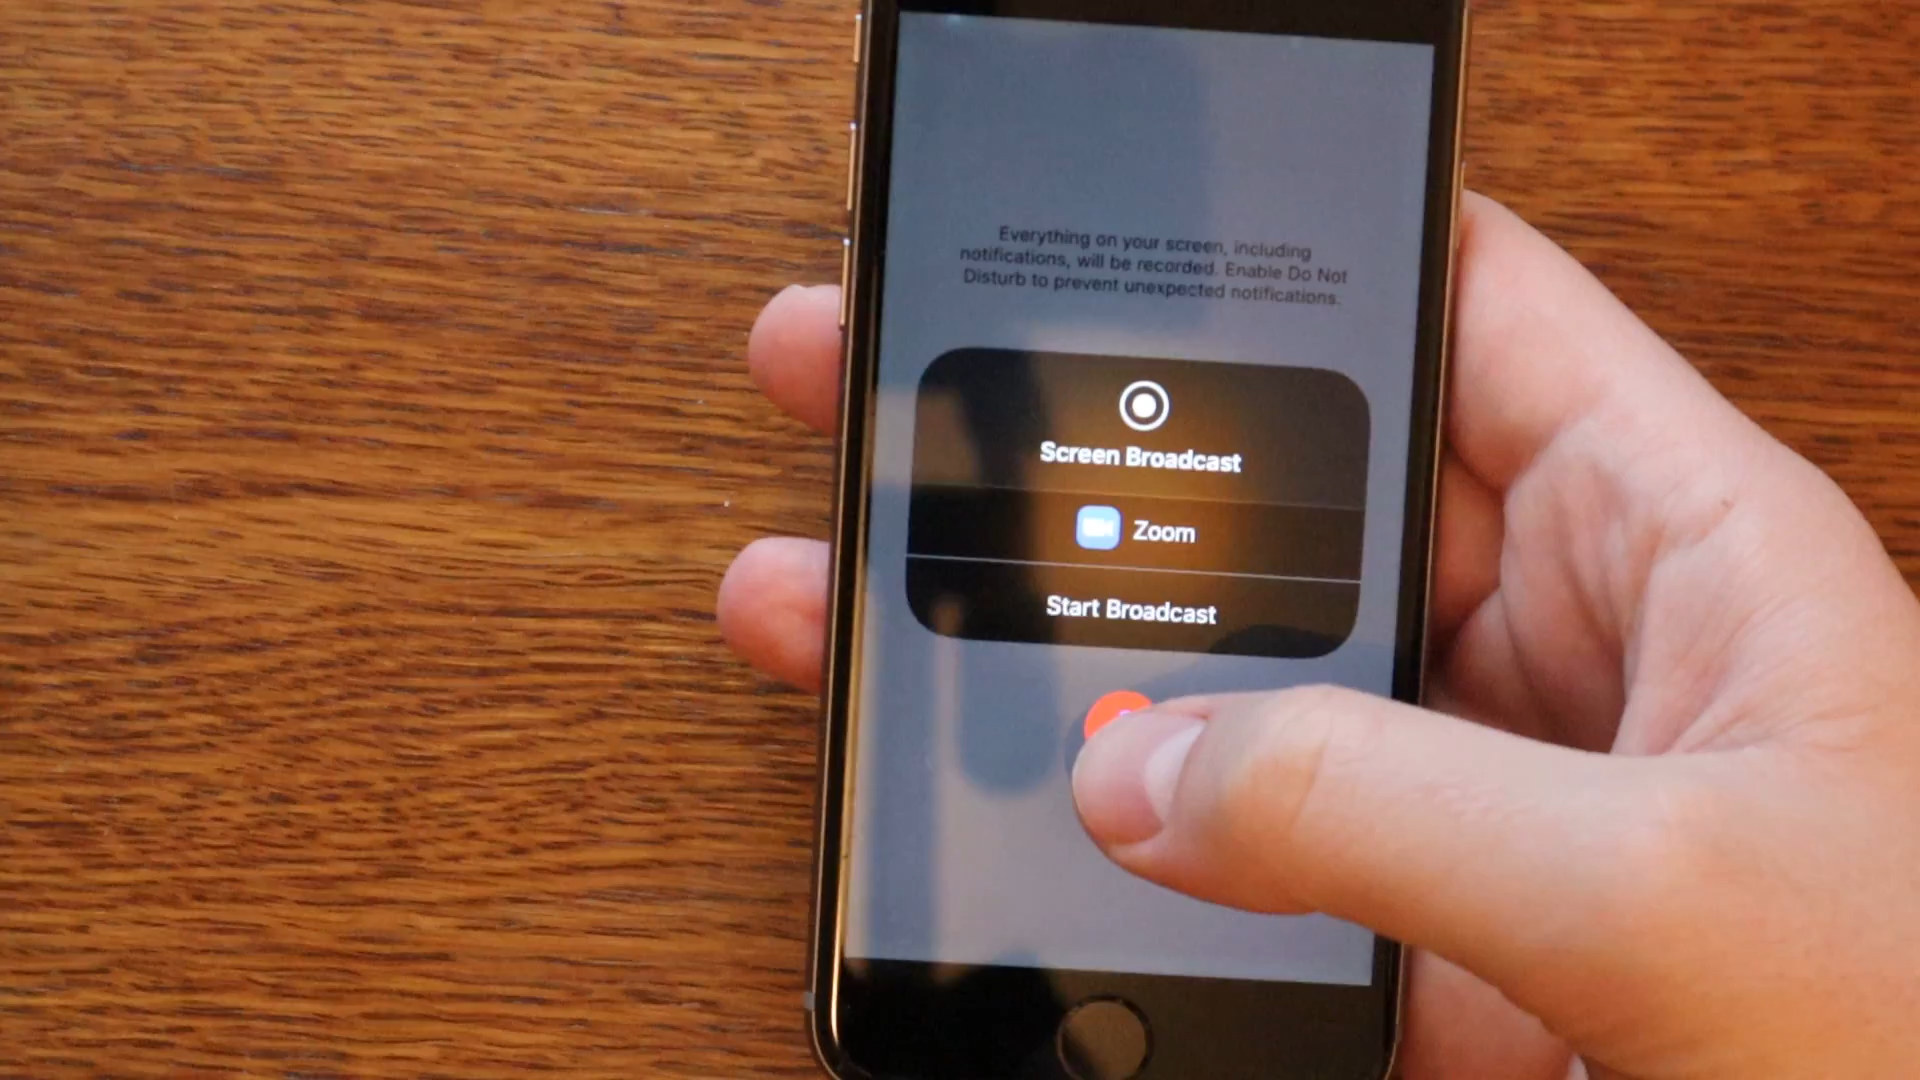 Everything on your screen, including
notifications, will be recorded. Enable Do Not
Disturb to prevent unexpected notifications.
Screen Broadcast
Zoom
Start Broadcast